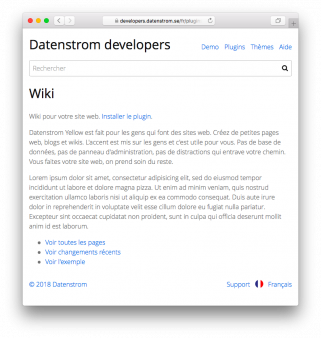 developers.datenstrom.se/fr/plugin
Datenstrom developers
Demo Plugins Thèmes Aide
Rechercher
Wiki
Wiki pour votre site web. Installer le plugin.
Datenstrom Yellow est fait pour les gens qui font des sites web. Créez de petites pages
web, blogs et wikis. L'accent est mis sur les gens et c'est utile pour vous. Pas de base de
données, pas de panneau d'administration, pas de distractions qui entrave votre chemin.
Vous faites votre site web, on prend soin du reste.
Lorem ipsum dolor sit amet, consectetur adipisicing elit, sed do eiusmod tempor
incididunt ut labore et dolore magna pizza. Ut enim ad minim veniam, quis nostrud
exercitation ullamco laboris nisi ut aliquip ex ea commodo consequat. Duis aute irure
dolor in reprehenderit in voluptate velit esse cillum dolore eu fugiat nulla pariatur.
Excepteur sint occaecat cupidatat non proident, sunt in culpa qui officia deserunt mollit
anim id est laborum.
Voir toutes les pages
Voir changements récents
Voir l'exemple
© 2018 Datenstrom
Support Français